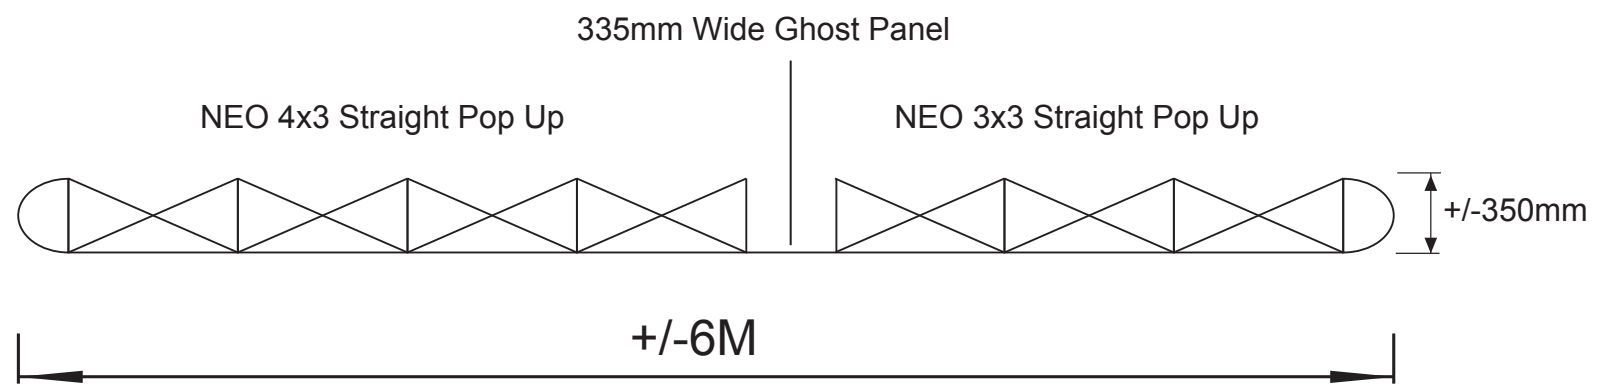 335mm Wide Ghost Panel
NEO 4x3 Straight Pop Up
NEO 3x3 Straight Pop Up
+/-350mm
+/-6M